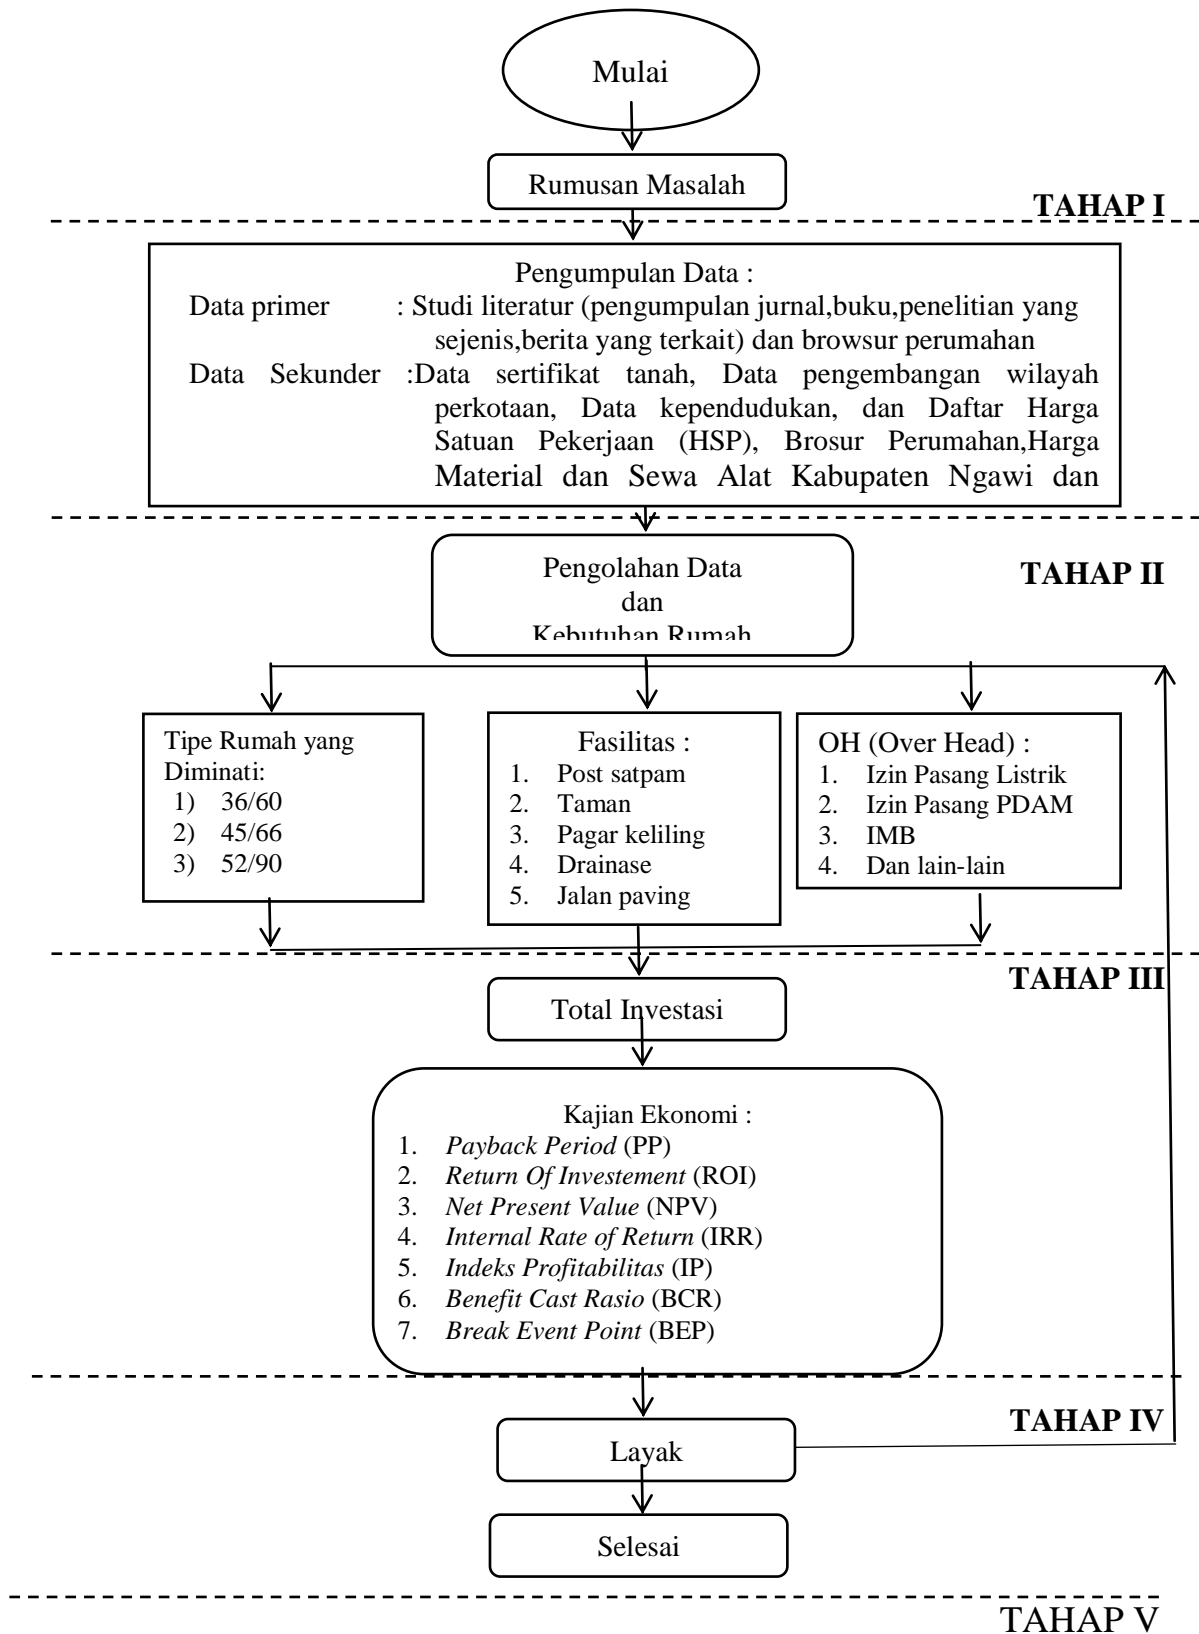 Mulai
Rumusan Masalah
TAHAP I
Pengumpulan Data :
Data primer : Studi literatur (pengumpulan jurnal,buku,penelitian yang
sejenis,berita yang terkait) dan browsur perumahan
Data Sekunder :Data sertifikat tanah, Data pengembangan wilayah
perkotaan, Data kependudukan, dan Daftar Harga
Satuan Pekerjaan (HSP), Brosur Perumahan,Harga
Material dan Sewa Alat Kabupaten Ngawi dan
Pengolahan Data
dan
Kebutuhan Rumah
TAHAP II
Tipe Rumah yang
Diminati:
1) 36/60
2) 45/66
3) 52/90
Fasilitas :
1. Post satpam
2. Taman
3. Pagar keliling
4. Drainase
5. Jalan paving
OH (Over Head) :
1. Izin Pasang Listrik
2. Izin Pasang PDAM
3. IMB
4. Dan lain-lain
TAHAP III
Total Investasi
Kajian Ekonomi :
1. Payback Period (PP)
2. Return Of Investement (ROI)
3. Net Present Value (NPV)
4. Internal Rate of Return (IRR)
5. Indeks Profitabilitas (IP)
6. Benefit Cast Rasio (BCR)
7. Break Event Point (BEP)
TAHAP IV
Layak
Selesai
TAHAP V